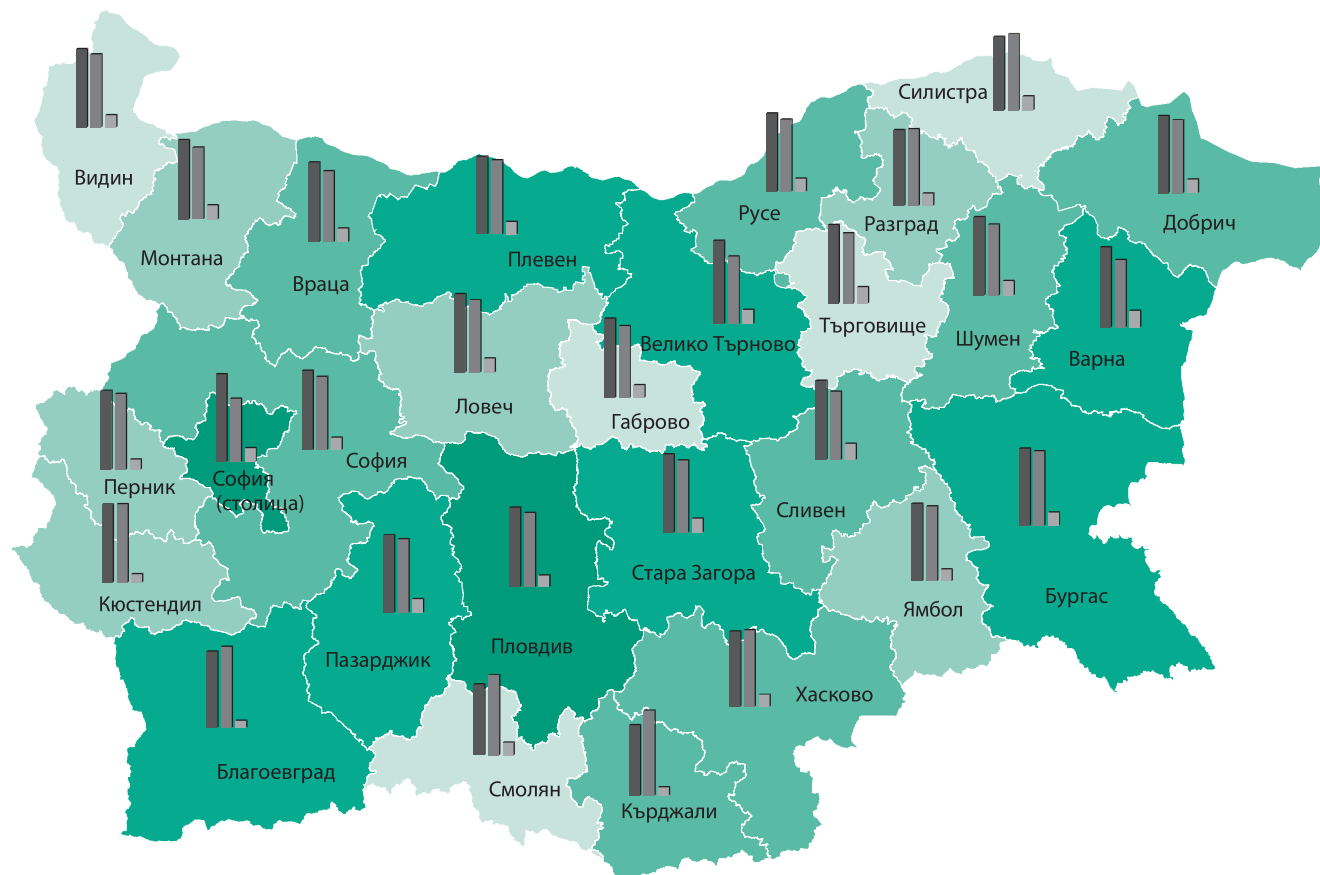 Силистра
Видин
Русе
Разград
Добрич
Монтана
Плевен
Враца
Търговище
Шумен
Велико Търново
Варна
Ловеч
Габрово
София
София
(столица)
Перник
Сливен
Стара Загора
Бургас
Кюстендил
Ямбол
Пловдив
Пазарджик
Хасково
Благоевград
Смолян
Кърджали